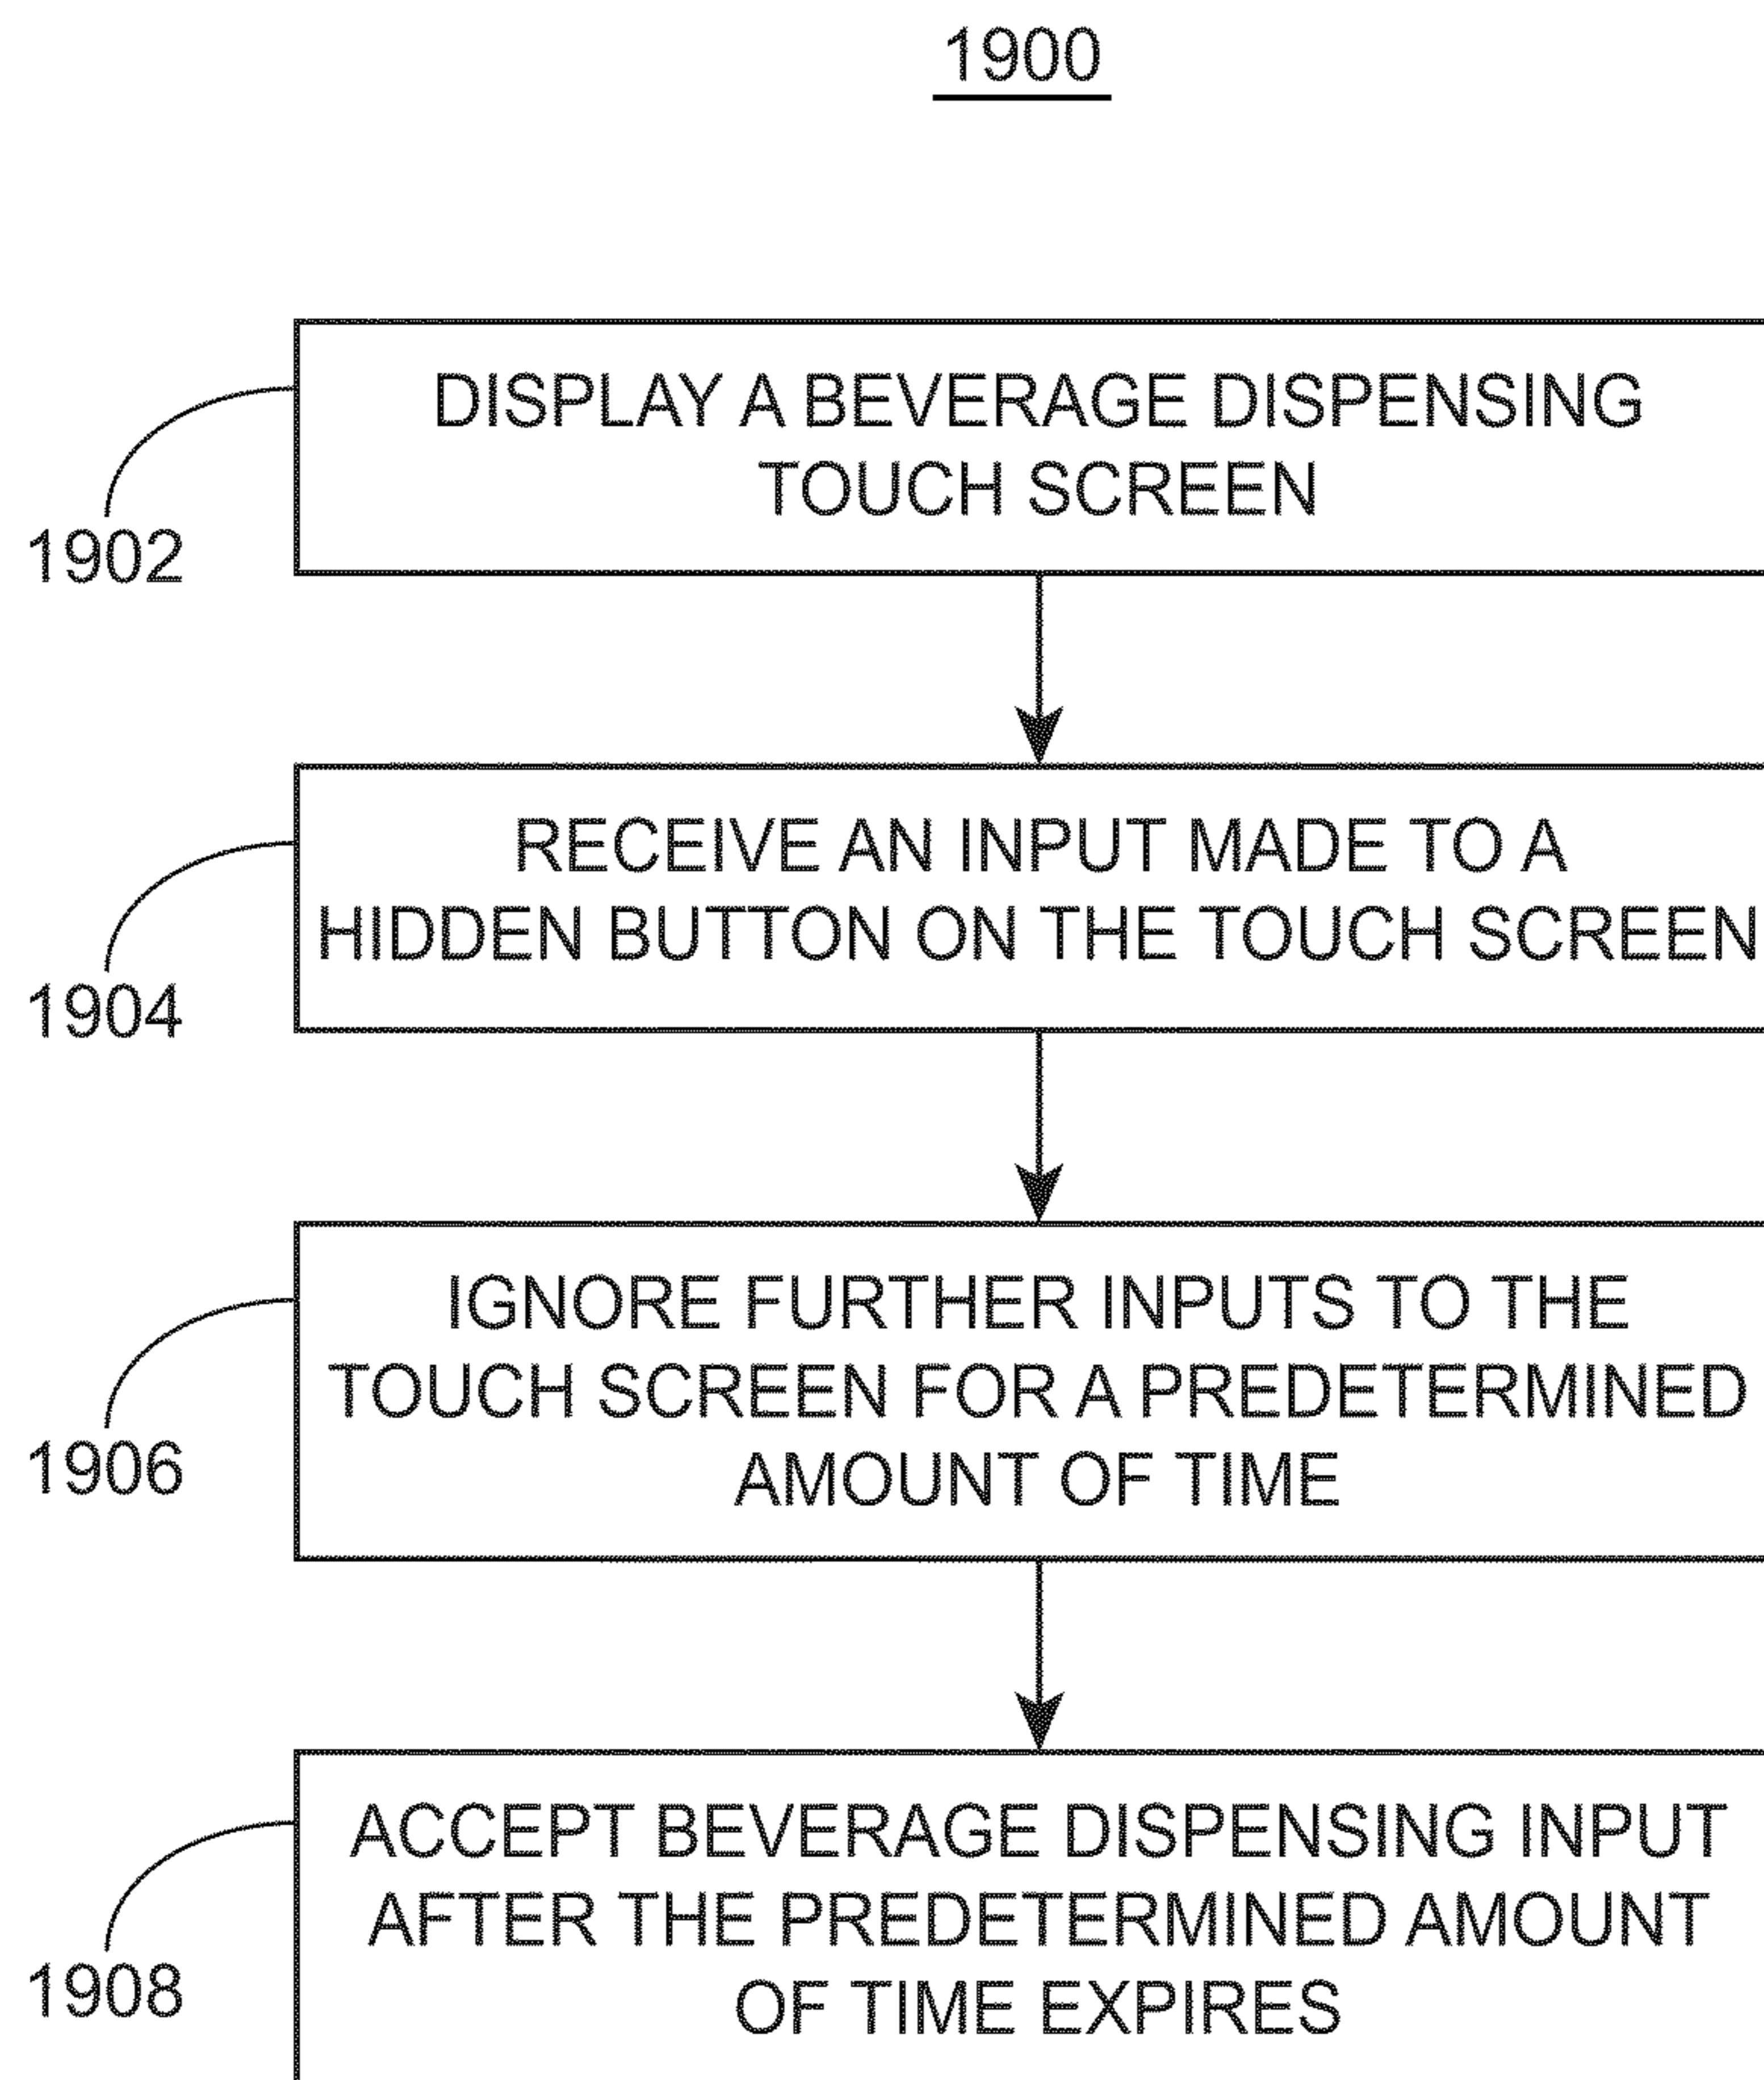 1900
DISPLAY A BEVERAGE DISPENSING
TOUCH SCREEN
1902
RECEIVE AN INPUT MADE TO A
HIDDEN BUTTON ON THE TOUCH SCREEN
1904
IGNORE FURTHER INPUTS TO THE
TOUCH SCREEN FOR A PREDETERMINED
AMOUNT OF TIME
1906
ACCEPT BEVERAGE DISPENSING INPUT
AFTER THE PREDETERMINED AMOUNT
OF TIME EXPIRES
1908